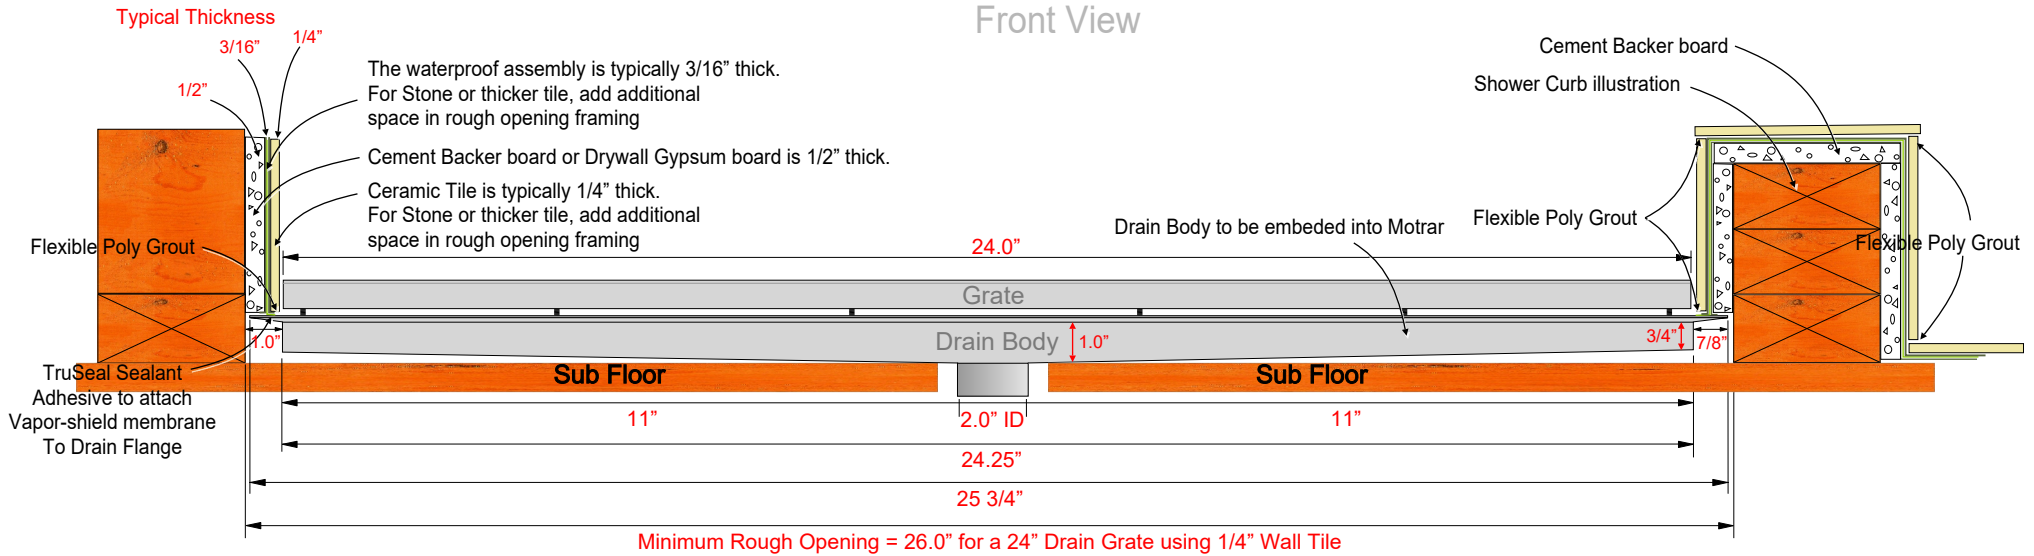 Front View
Typical Thickness
3/16”
1/4”
1/2”
The waterproof assembly is typically 3/16” thick.
For Stone or thicker tile, add additional
space in rough opening framing
Cement Backer board or Drywall Gypsum board is 1/2” thick.
Ceramic Tile is typically 1/4” thick.
For Stone or thicker tile, add additional
space in rough opening framing
Flexible Poly Grout
Cement Backer board
Shower Curb illustration
Drain Body to be embeded into Motrar
Flexible Poly Grout
Flexible Poly Grout
24.0”
Grate
1.0”
Drain Body
1.0”
3/4”
7/8”
TruSeal Sealant
Adhesive to attach
Vapor-shield membrane
To Drain Flange
Sub Floor
Sub Floor
11”
2.0” ID
11”
24.25”
25 3/4”
Minimum Rough Opening = 26.0” for a 24” Drain Grate using 1/4” Wall Tile